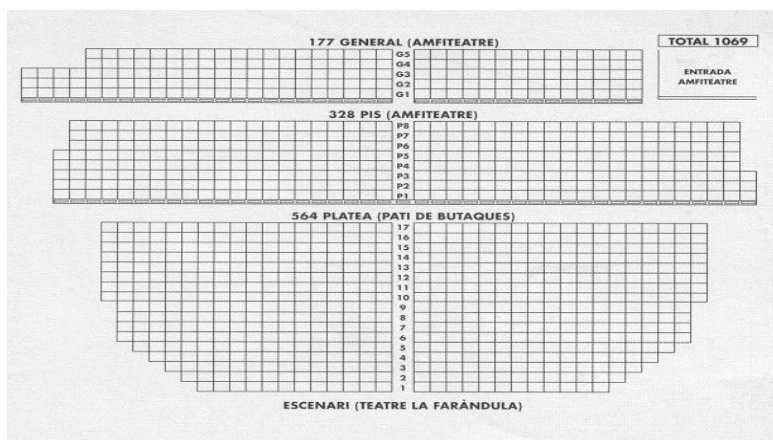 177 GENERAL (AMFITEATRE)
TOTAL 1069
G5
G4
G3
G2
G1
ENTRADA
AMFITEATRE
328 PIS (AMFITEATRE)
P8
P7
P6
P5
P4
P3
P2
P1
564 PLATEA (PATI DE BUTAQUES)
17
16
15
14
13
12
11
10
9
8
7
6
5
4
3
2
1
ESCENARI (TEATRE LA FARÀNDULA)